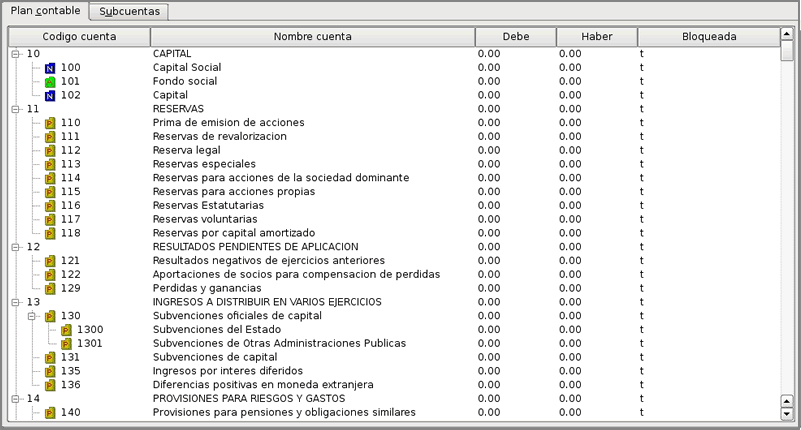 Plan contable Subcuentas
Codigo cuenta Nombre cuenta Debe Haber Bloqueada
10 CAPITAL 0.00 0.00 t
N 100 Capital Social 0.00 0.00 t
101 Fondo social 0.00 0.00 t
N 102 Capital 0.00 0.00 t
11 RESERVAS 0.00 0.00 t
P 110 Prima de emision de acciones 0.00 0.00 t
P 111 Reservas de revalorizacion 0.00 0.00 t
P 112 Reserva legal 0.00 0.00 t
P 113 Reservas especiales 0.00 0.00 t
P 114 Reservas para acciones de la sociedad dominante 0.00 0.00 t
P 115 Reservas para acciones propias 0.00 0.00 t
P 116 Reservas Estatutarias 0.00 0.00 t
P 117 Reservas voluntarias 0.00 0.00 t
P 118 Reservas por capital amortizado 0.00 0.00 t
12 RESULTADOS PENDIENTES DE APLICACION 0.00 0.00 t
P 121 Resultados negativos de ejercicios anteriores 0.00 0.00 t
P 122 Aportaciones de socios para compensacion de perdidas 0.00 0.00 t
P 129 Perdidas y ganancias 0.00 0.00 t
13 INGRESOS A DISTRIBUIR EN VARIOS EJERCICIOS 0.00 0.00 t
P 130 Subvenciones oficiales de capital 0.00 0.00 t
P 1300 Subvenciones del Estado 0.00 0.00 t
P 1301 Subvenciones de Otras Administraciones Publicas 0.00 0.00 t
P 131 Subvenciones de capital 0.00 0.00 t
P 135 Ingresos por interes diferidos 0.00 0.00 t
P 136 Diferencias positivas en moneda extranjera 0.00 0.00 t
14 PROVISIONES PARA RIESGOS Y GASTOS 0.00 0.00 t
P 140 Provisiones para pensiones y obligaciones similares 0.00 0.00 t